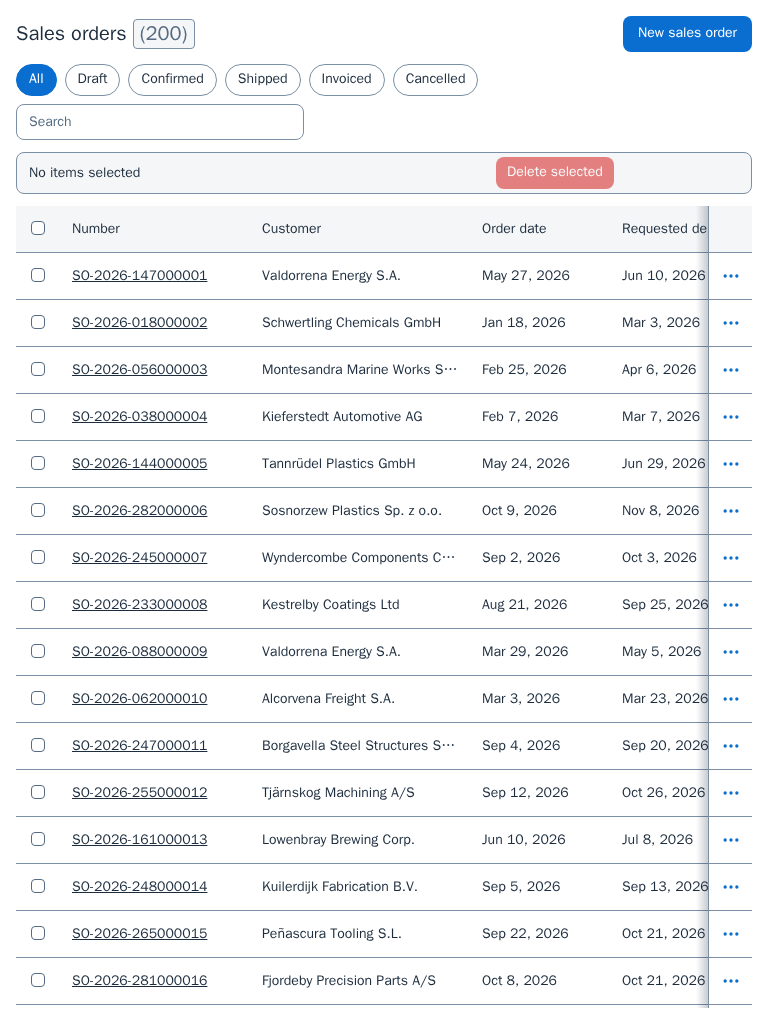 Sales orders (200)
New sales order
All Draft Confirmed Shipped Invoiced Cancelled
Search
No items selected Delete selected
Number Customer Order date Requested de
SO-2026-147000001 Valdorrena Energy S.A. May 27, 2026 Jun 10, 2026
SO-2026-018000002 Schwertling Chemicals GmbH Jan 18, 2026 Mar 3, 2026
SO-2026-056000003 Montesandra Marine Works S… Feb 25, 2026 Apr 6, 2026
SO-2026-038000004 Kieferstedt Automotive AG Feb 7, 2026 Mar 7, 2026
SO-2026-144000005 Tannrüdel Plastics GmbH May 24, 2026 Jun 29, 2026
SO-2026-282000006 Sosnorzew Plastics Sp. z o.o. Oct 9, 2026 Nov 8, 2026
SO-2026-245000007 Wyndercombe Components C… Sep 2, 2026 Oct 3, 2026
SO-2026-233000008 Kestrelby Coatings Ltd Aug 21, 2026 Sep 25, 2026
SO-2026-088000009 Valdorrena Energy S.A. Mar 29, 2026 May 5, 2026
SO-2026-062000010 Alcorvena Freight S.A. Mar 3, 2026 Mar 23, 2026
SO-2026-247000011 Borgavella Steel Structures S… Sep 4, 2026 Sep 20, 2026
SO-2026-255000012 Tjärnskog Machining A/S Sep 12, 2026 Oct 26, 2026
SO-2026-161000013 Lowenbray Brewing Corp. Jun 10, 2026 Jul 8, 2026
SO-2026-248000014 Kuilerdijk Fabrication B.V. Sep 5, 2026 Sep 13, 2026
SO-2026-265000015 Peñascura Tooling S.L. Sep 22, 2026 Oct 21, 2026
SO-2026-281000016 Fjordeby Precision Parts A/S Oct 8, 2026 Oct 21, 2026